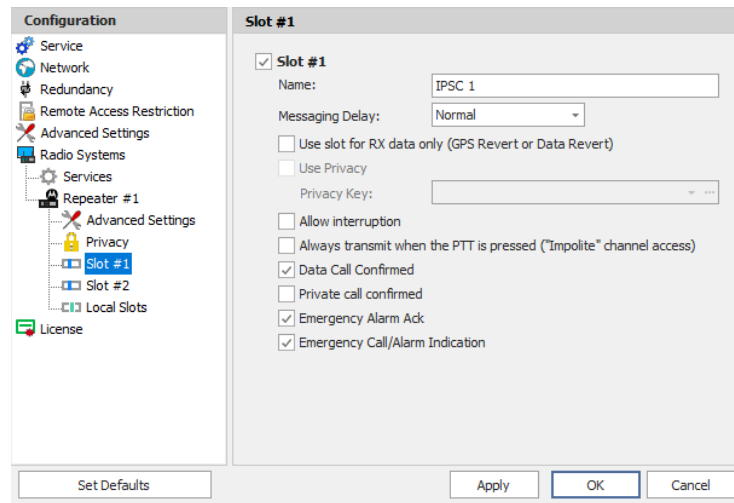 Configuration
Service
Network
Redundancy
Remote Access Restriction
Advanced Settings
Radio Systems
Services
Repeater #1
Advanced Settings
Privacy
Slot #1
Slot #2
Local Slots
License
Set Defaults
Slot #1
Slot #1
Name: IPSC 1
Messaging Delay: Normal
Use slot for RX data only (GPS Revert or Data Revert)
Use Privacy
Privacy Key:
Allow interruption
Always transmit when the PTT is pressed ("Impolite" channel access)
Data Call Confirmed
Private call confirmed
Emergency Alarm Ack
Emergency Call/Alarm Indication
Apply OK Cancel